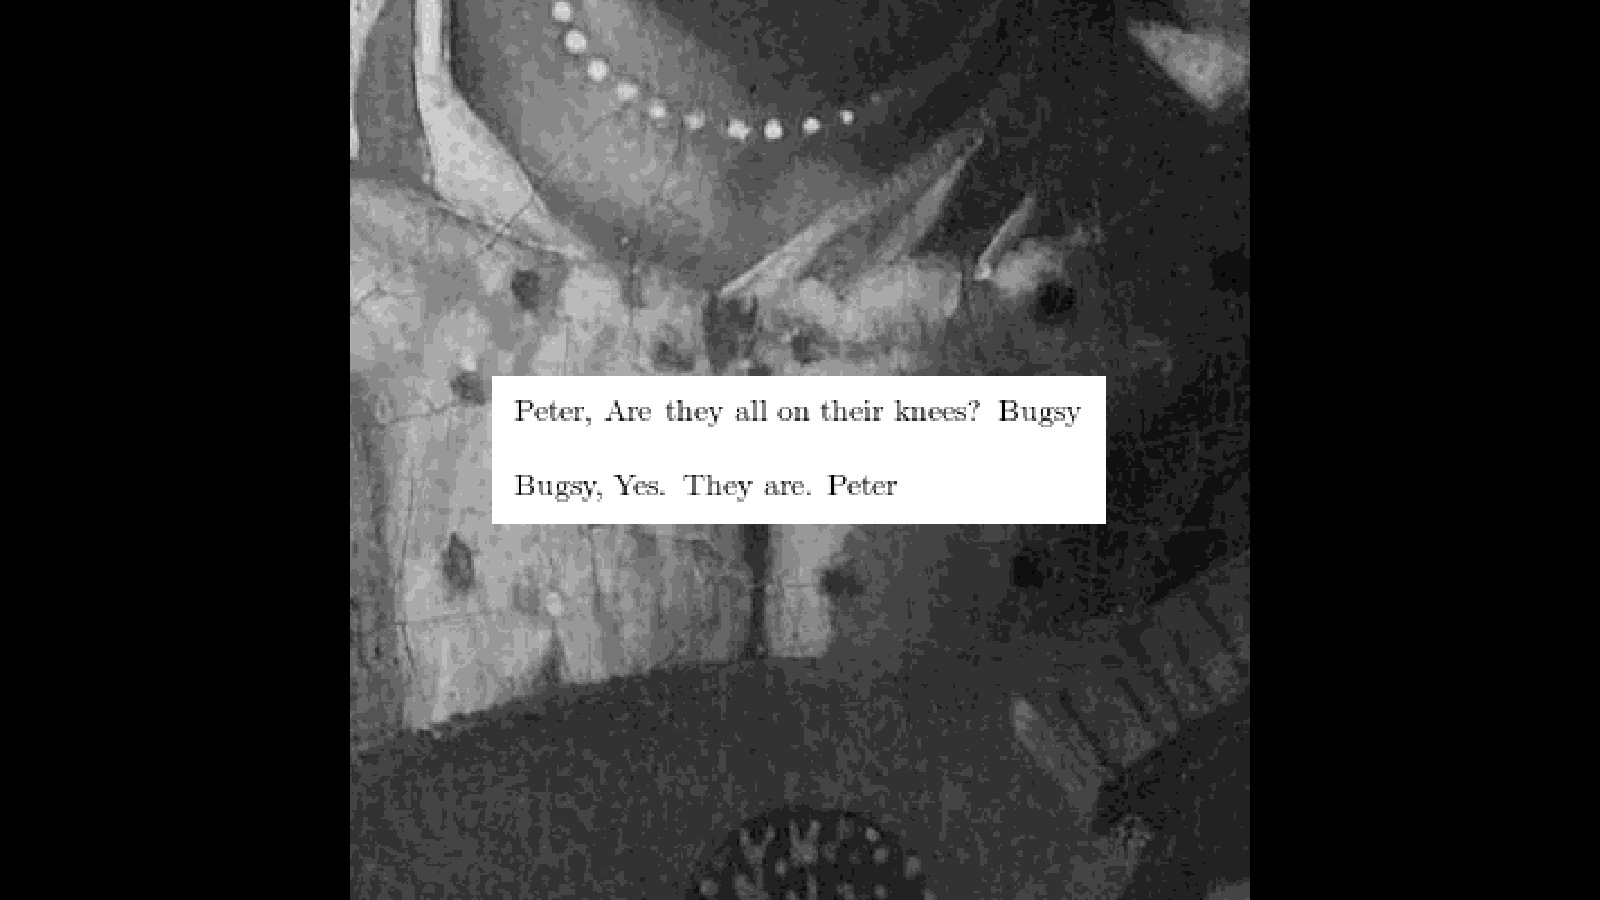 Peter, Are they all on their knees? Bugsy
Bugsy, Yes. They are. Peter